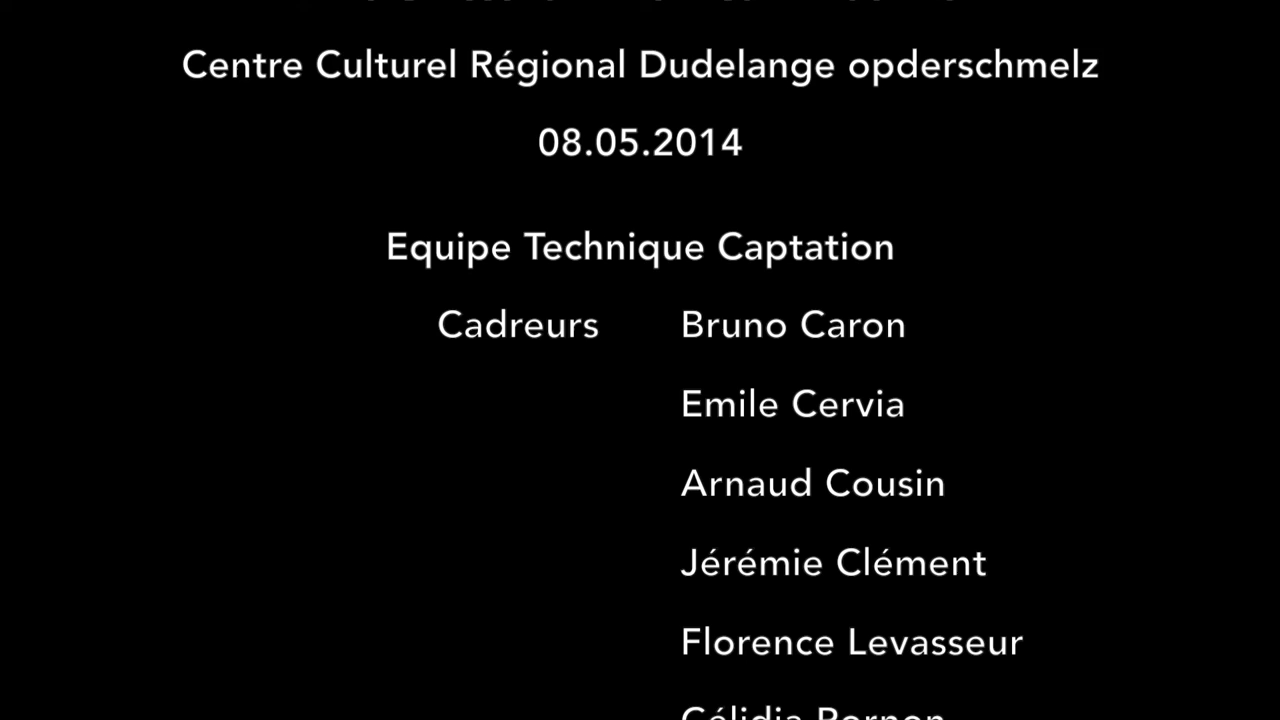 Centre Culturel Régional Dudelange opderschmelz
08.05.2014
Equipe Technique Captation
Cadreurs Bruno Caron
Emile Cervia
Arnaud Cousin
Jérémie Clément
Florence Levasseur